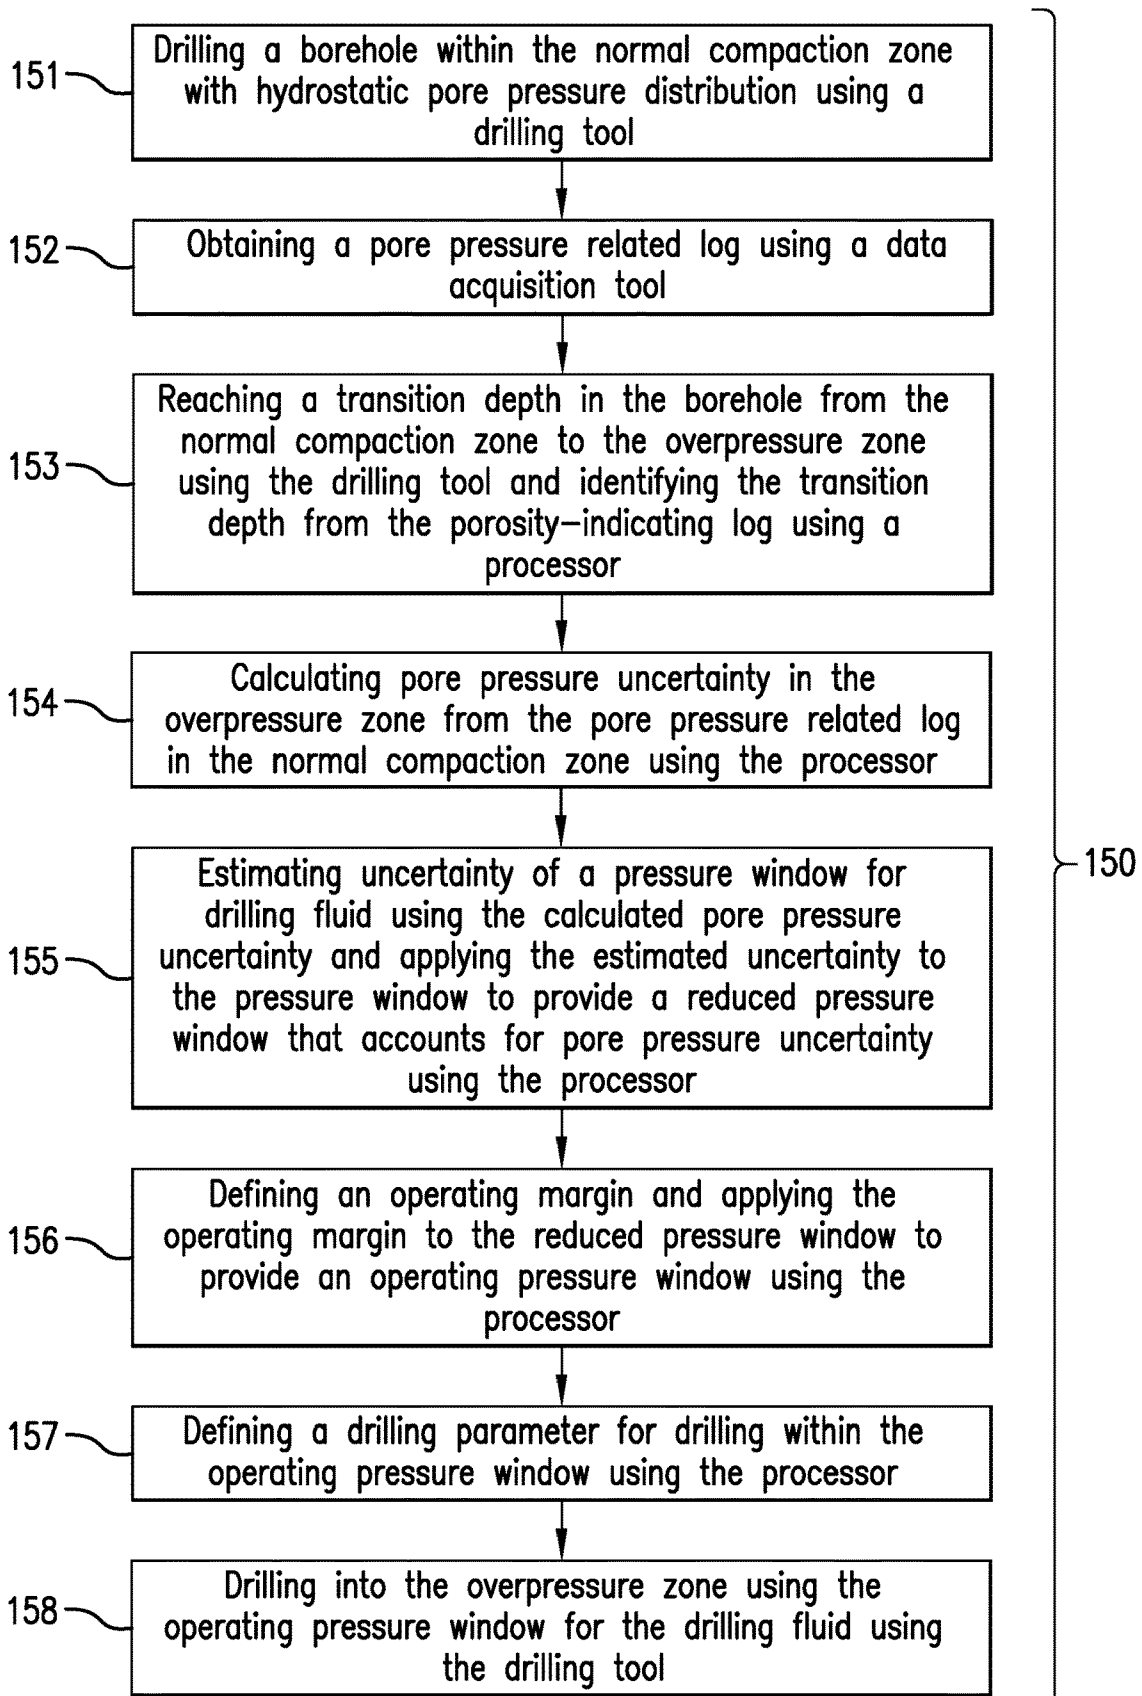 151
Drilling a borehole within the normal compaction zone
with hydrostatic pore pressure distribution using a
drilling tool
152
Obtaining a pore pressure related log using a data
acquisition tool
153
Reaching a transition depth in the borehole from the
normal compaction zone to the overpressure zone
using the drilling tool and identifying the transition
depth from the porosity-indicating log using a
processor
154
Calculating pore pressure uncertainty in the
overpressure zone from the pore pressure related log
in the normal compaction zone using the processor
150
155
Estimating uncertainty of a pressure window for
drilling fluid using the calculated pore pressure
uncertainty and applying the estimated uncertainty to
the pressure window to provide a reduced pressure
window that accounts for pore pressure uncertainty
using the processor
156
Defining an operating margin and applying the
operating margin to the reduced pressure window to
provide an operating pressure window using the
processor
157
Defining a drilling parameter for drilling within the
operating pressure window using the processor
158
Drilling into the overpressure zone using the
operating pressure window for the drilling fluid using
the drilling tool